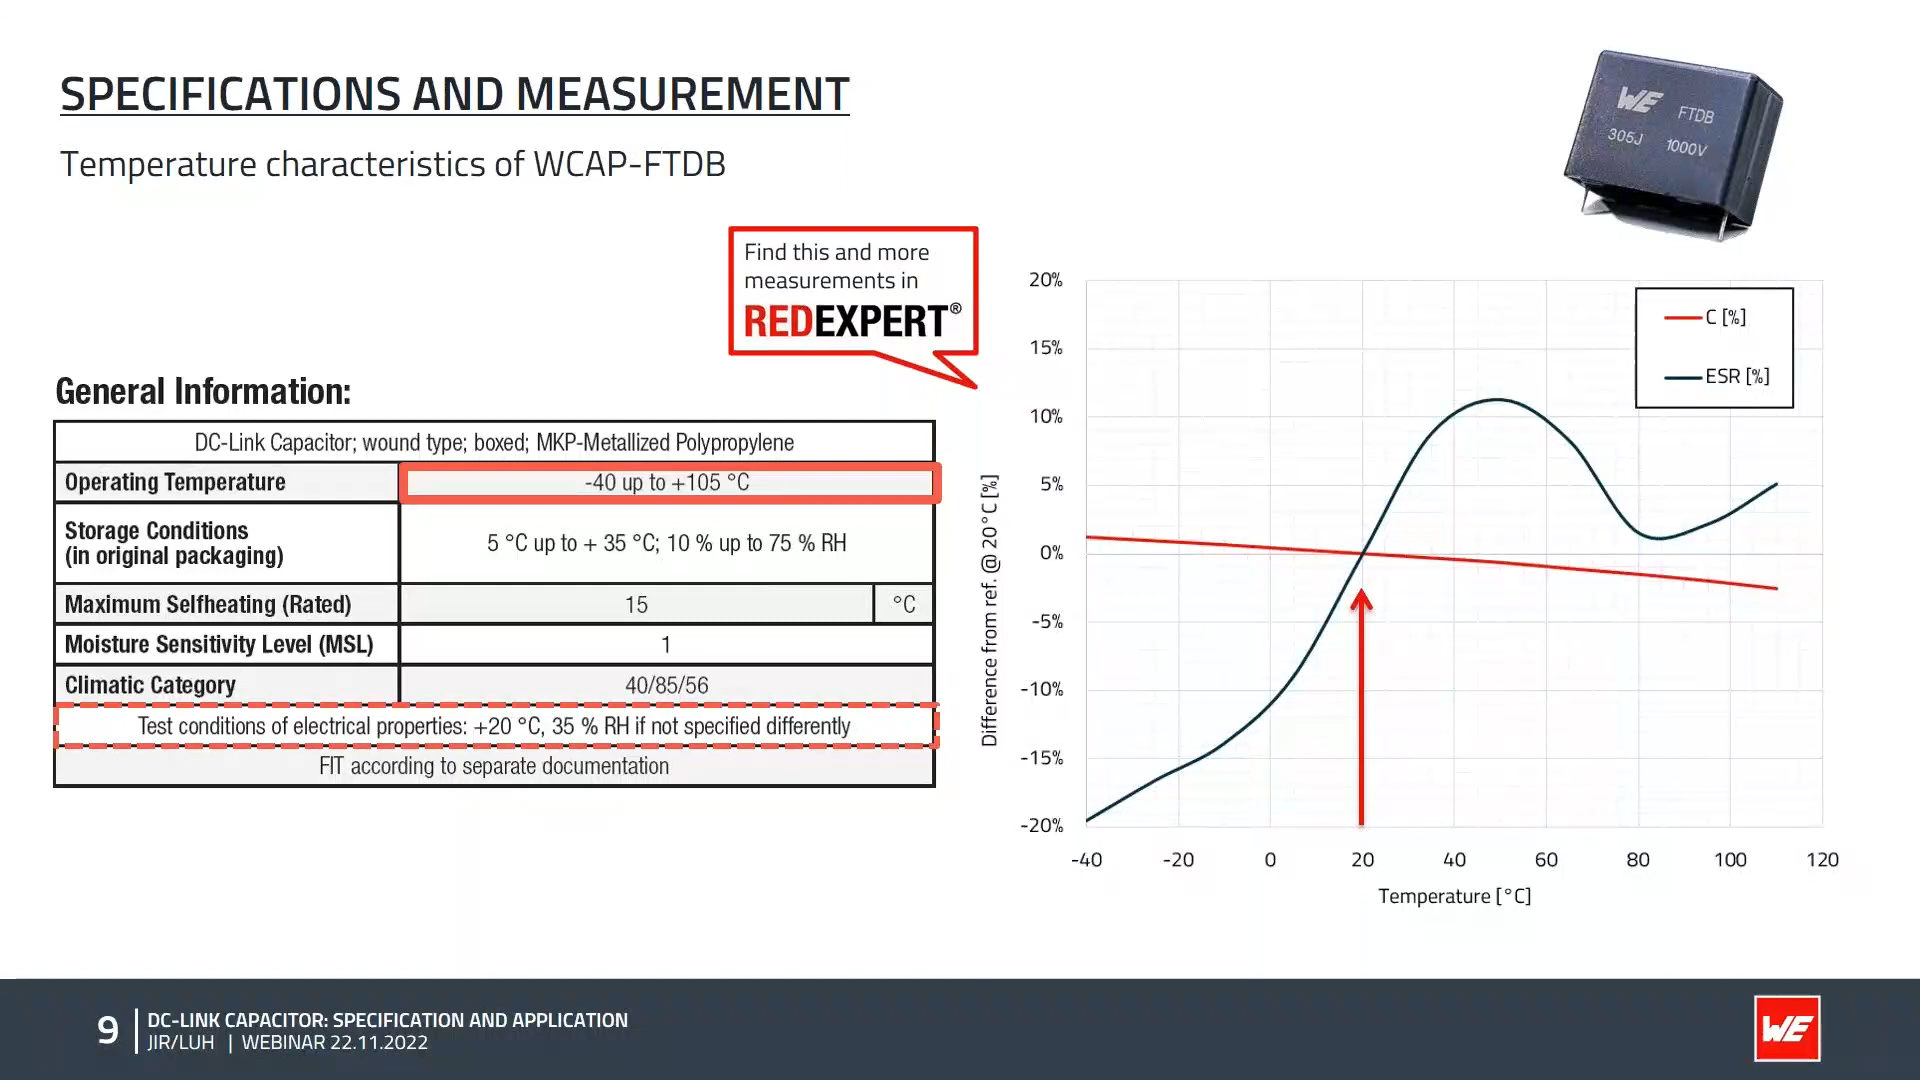 SPECIFICATIONS AND MEASUREMENT
Temperature characteristics of WCAP-FTDB
WE FTDB
305J 1000V
Find this and more
measurements in
REDEXPERT®
General Information:
DC-Link Capacitor; wound type; boxed; MKP-Metallized Polypropylene
Operating Temperature -40 up to +105 °C
Storage Conditions
(in original packaging) 5 °C up to + 35 °C; 10 % up to 75 % RH
Maximum Selfheating (Rated) 15 °C
Moisture Sensitivity Level (MSL) 1
Climatic Category 40/85/56
Test conditions of electrical properties: +20 °C, 35 % RH if not specified differently
FIT according to separate documentation
Difference from ref. @ 20°C [%]
20%
15%
10%
5%
0%
-5%
-10%
-15%
-20%
C [%]
ESR [%]
-40 -20 0 20 40 60 80 100 120
Temperature [°C]
9
DC-LINK CAPACITOR: SPECIFICATION AND APPLICATION
JIR/LUH | WEBINAR 22.11.2022
WE